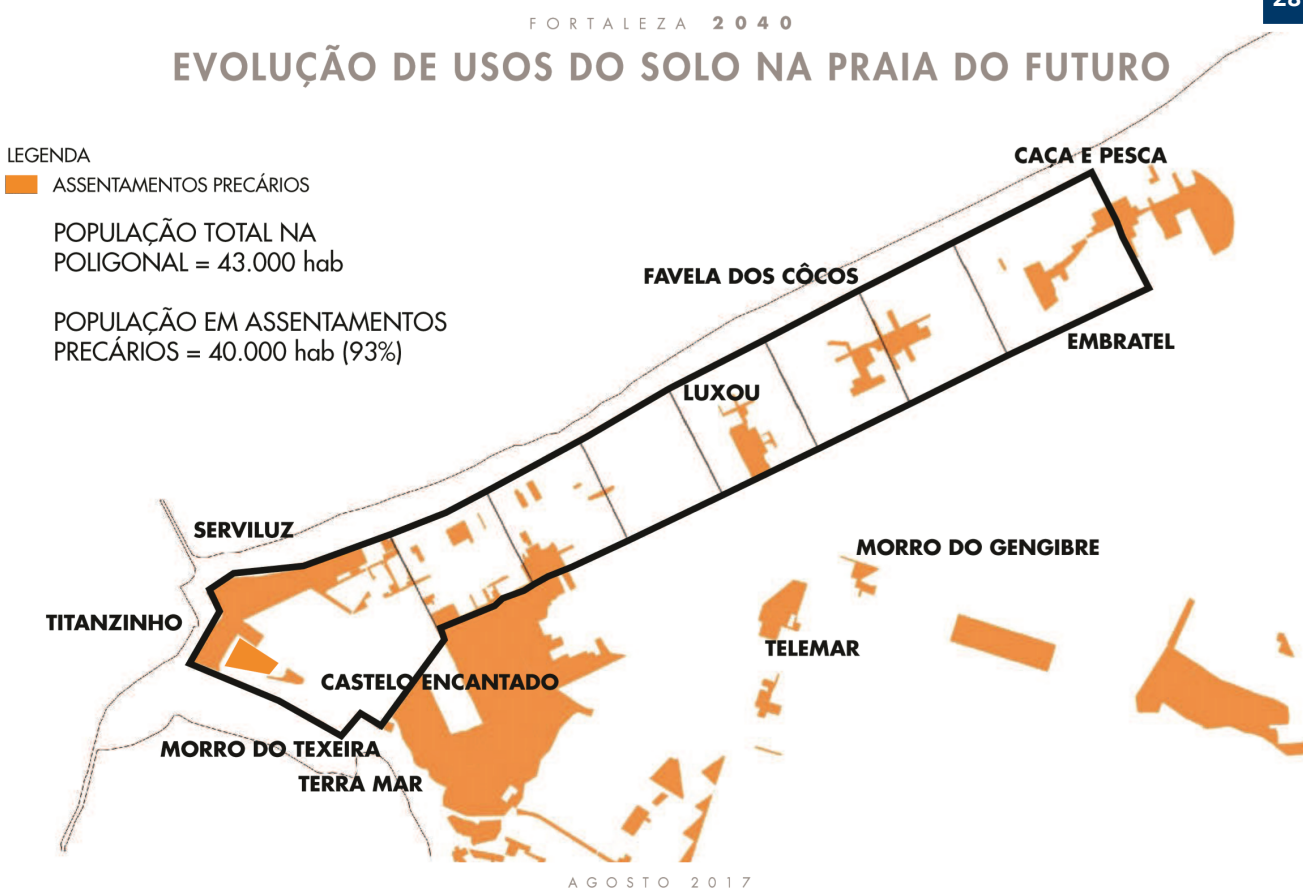 28
FORTALEZA 2040
EVOLUÇÃO DE USOS DO SOLO NA PRAIA DO FUTURO
LEGENDA
ASSENTAMENTOS PRECÁRIOS
POPULAÇÃO TOTAL NA
POLIGONAL = 43.000 hab
POPULAÇÃO EM ASSENTAMENTOS
PRECÁRIOS = 40.000 hab (93%)
CAÇA E PESCA
FAVELA DOS CÔCOS
EMBRATEL
LUXOU
SERVILUZ
MORRO DO GENGIBRE
TITANZINHO
TELEMAR
CASTELO ENCANTADO
MORRO DO TEXEIRA
TERRA MAR
AGOSTO 2017